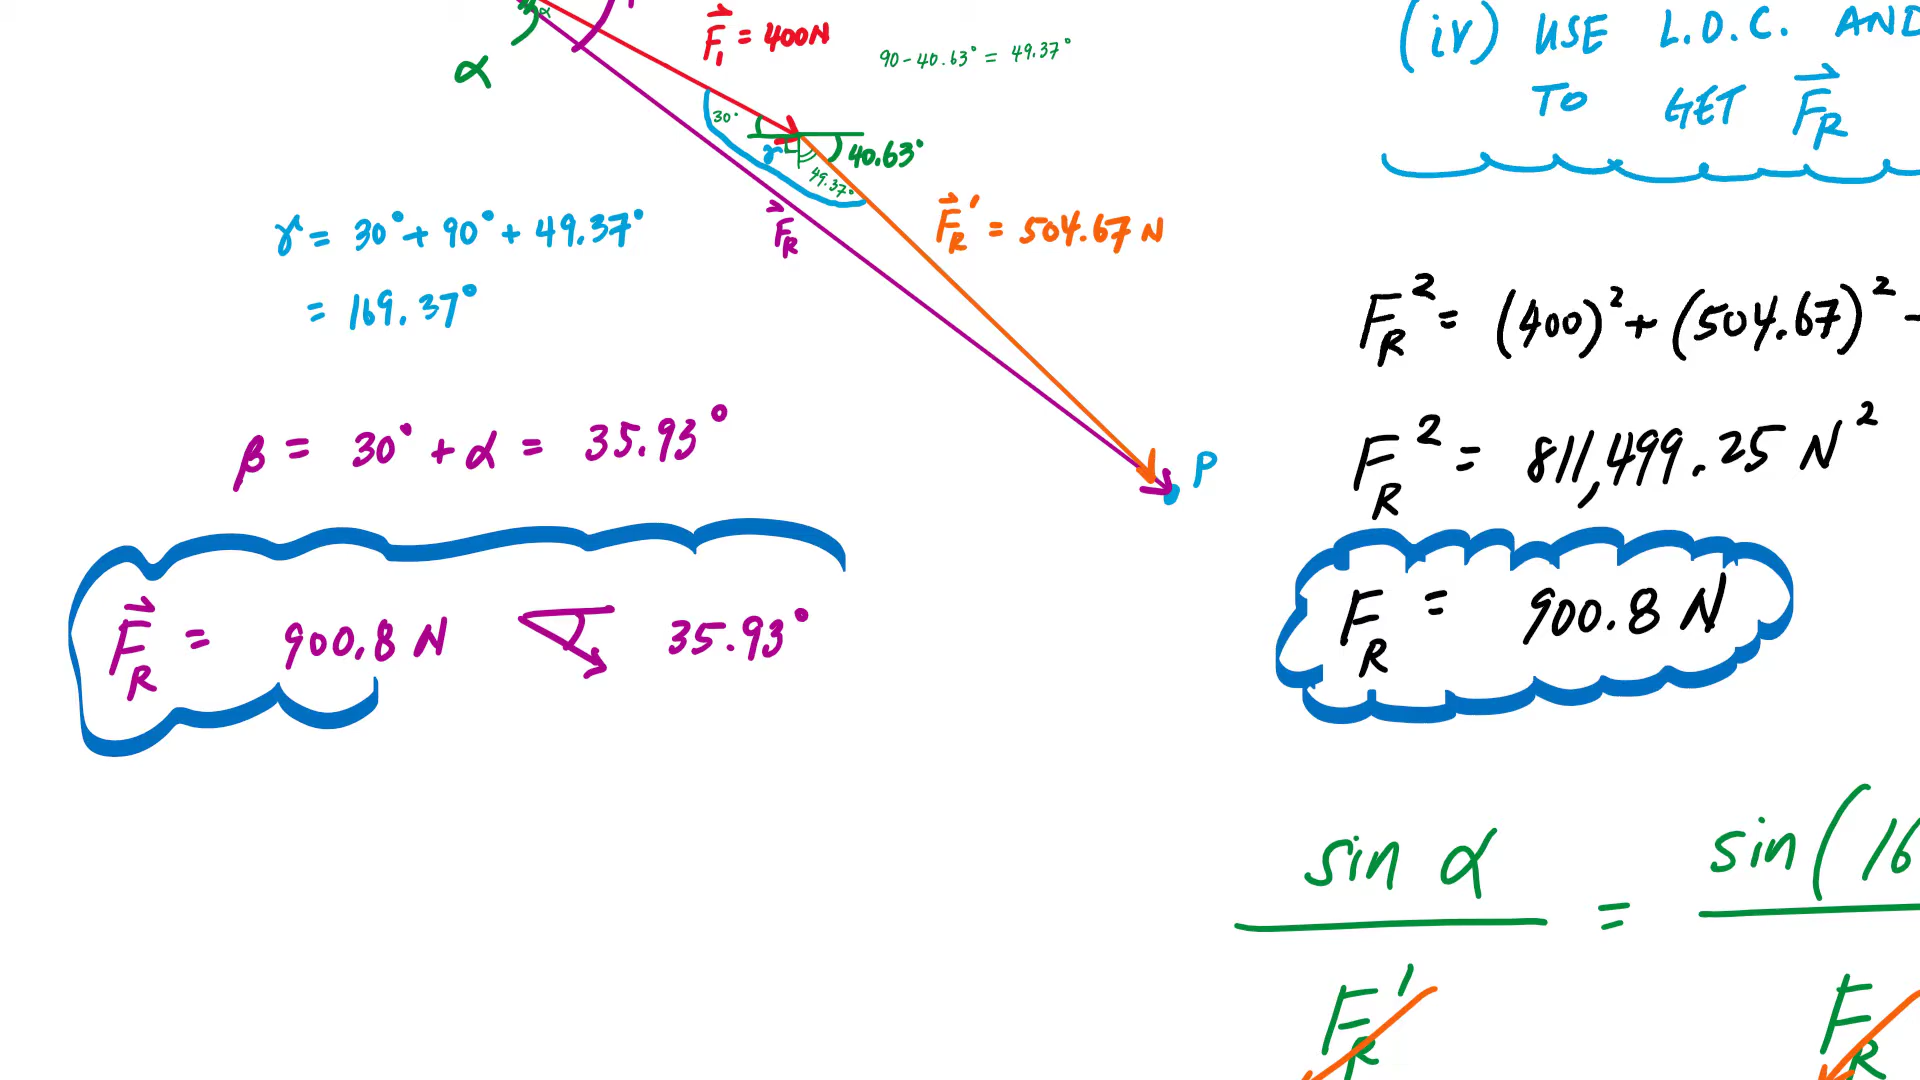 F₁ = 400N
α
α
90 - 40.63° = 49.37°
30°
γ
40.63°
49.37°
F_R
F_R' = 504.67 N
P
γ = 30° + 90° + 49.37°
= 169.37°
β = 30° + α = 35.93°
F_R = 900.8 N 35.93°
(iv) USE L.O.C. AND
TO GET F_R
F_R² = (400)² + (504.67)² -
F_R² = 811,499.25 N²
F_R = 900.8 N
sin α = sin(16
F_R' F_R